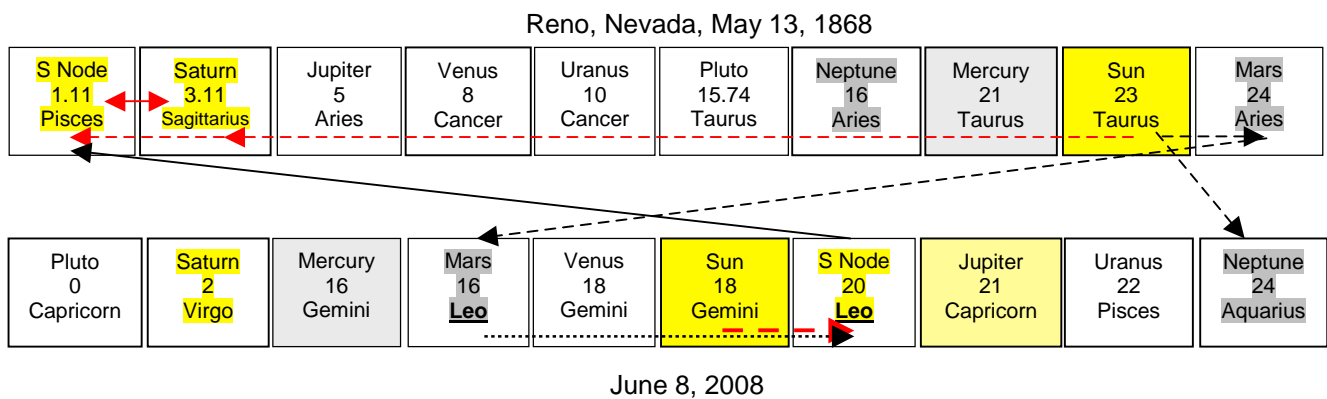 Reno, Nevada, May 13, 1868
S Node
1.11
Pisces
Saturn
3.11
Sagittarius
Jupiter
5
Aries
Venus
8
Cancer
Uranus
10
Cancer
Pluto
15.74
Taurus
Neptune
16
Aries
Mercury
21
Taurus
Sun
23
Taurus
Mars
24
Aries
Pluto
0
Capricorn
Saturn
2
Virgo
Mercury
16
Gemini
Mars
16
Leo
Venus
18
Gemini
Sun
18
Gemini
S Node
20
Leo
Jupiter
21
Capricorn
Uranus
22
Pisces
Neptune
24
Aquarius
June 8, 2008